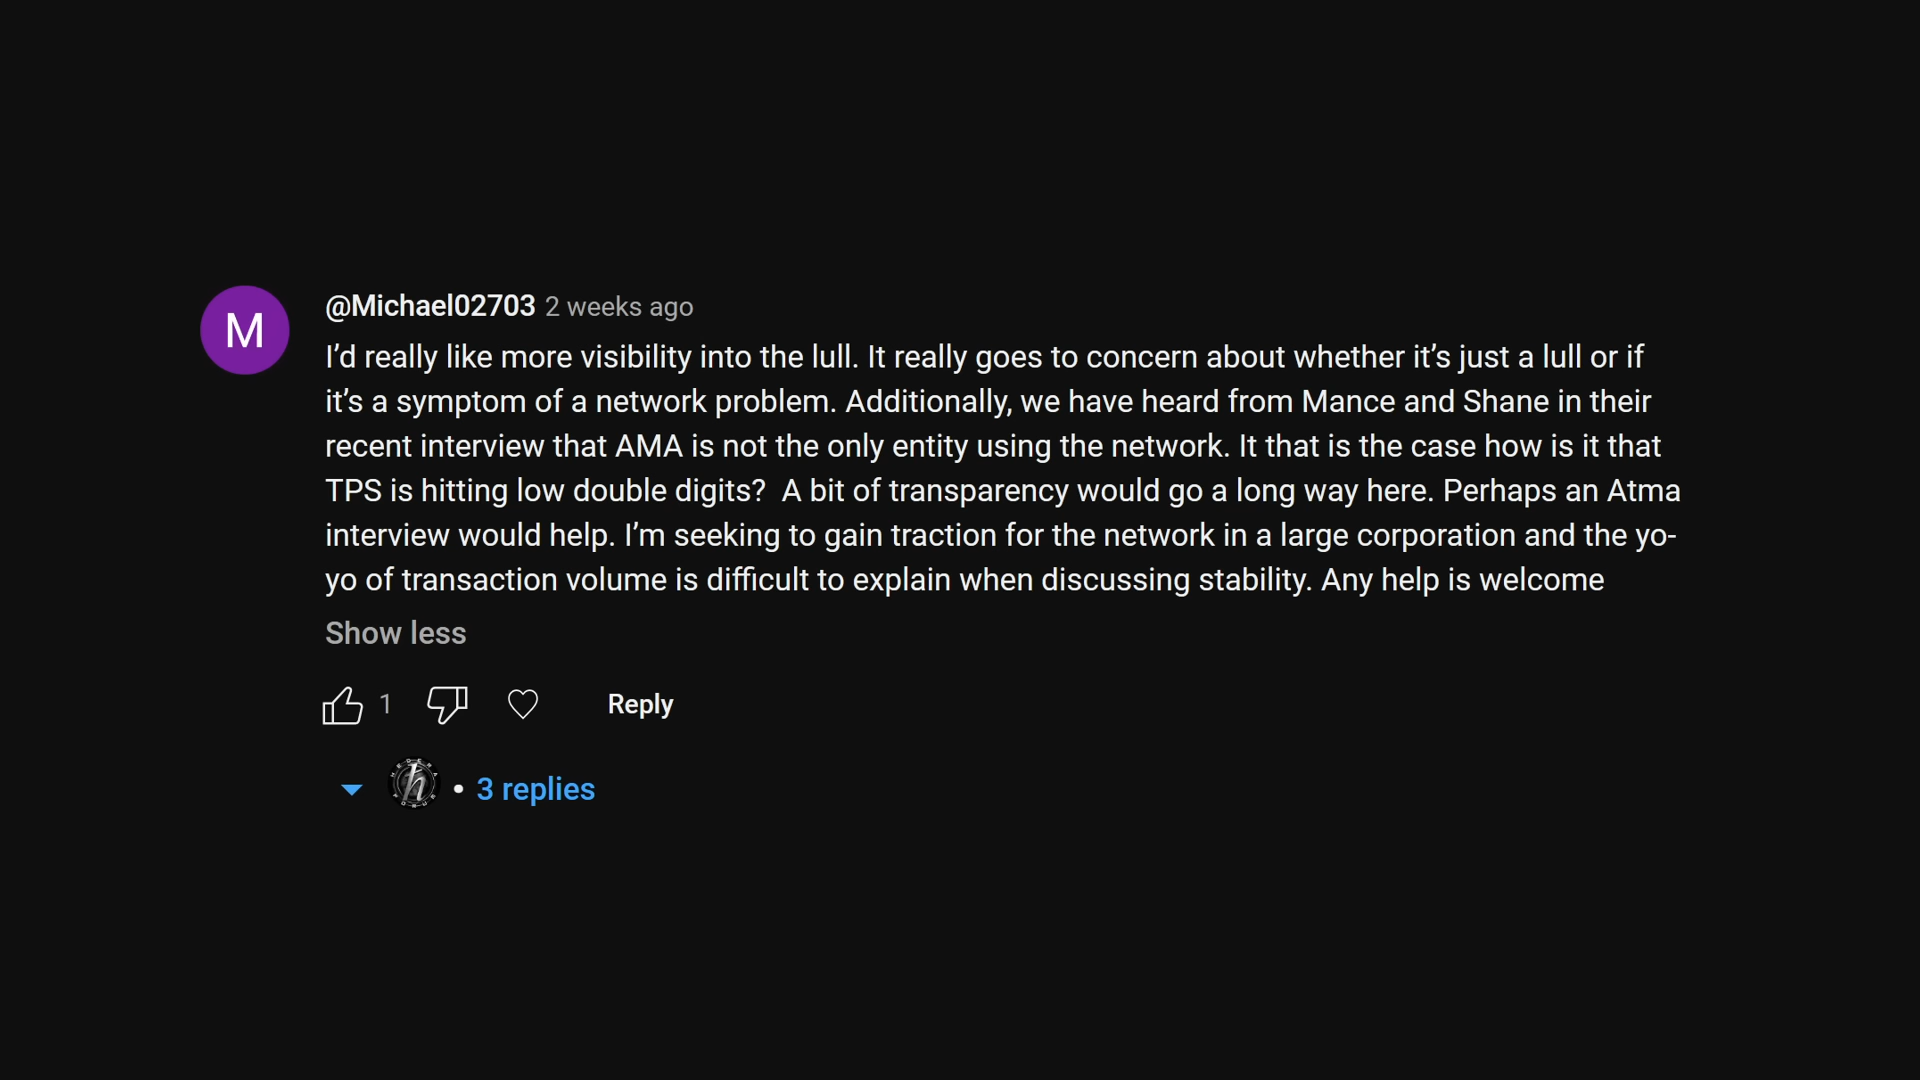 M
@Michael02703 2 weeks ago
I’d really like more visibility into the lull. It really goes to concern about whether it’s just a lull or if
it’s a symptom of a network problem. Additionally, we have heard from Mance and Shane in their
recent interview that AMA is not the only entity using the network. It that is the case how is it that
TPS is hitting low double digits?  A bit of transparency would go a long way here. Perhaps an Atma
interview would help. I’m seeking to gain traction for the network in a large corporation and the yo-
yo of transaction volume is difficult to explain when discussing stability. Any help is welcome
Show less
1 Reply
• 3 replies